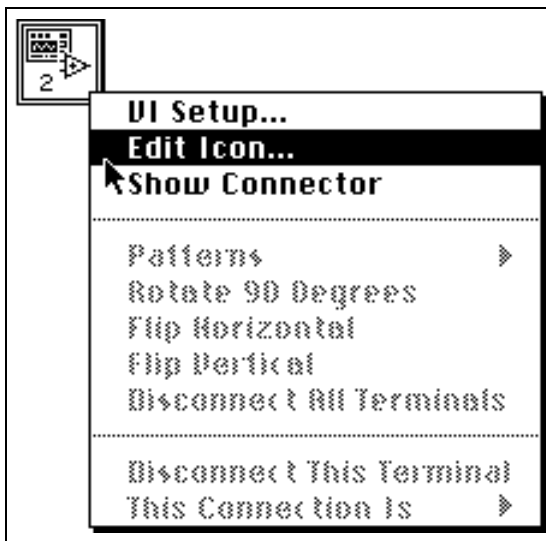 2
VI Setup...
Edit Icon...
Show Connector
Patterns
Rotate 90 Degrees
Flip Horizontal
Flip Vertical
Disconnect All Terminals
Disconnect This Terminal
This Connection Is